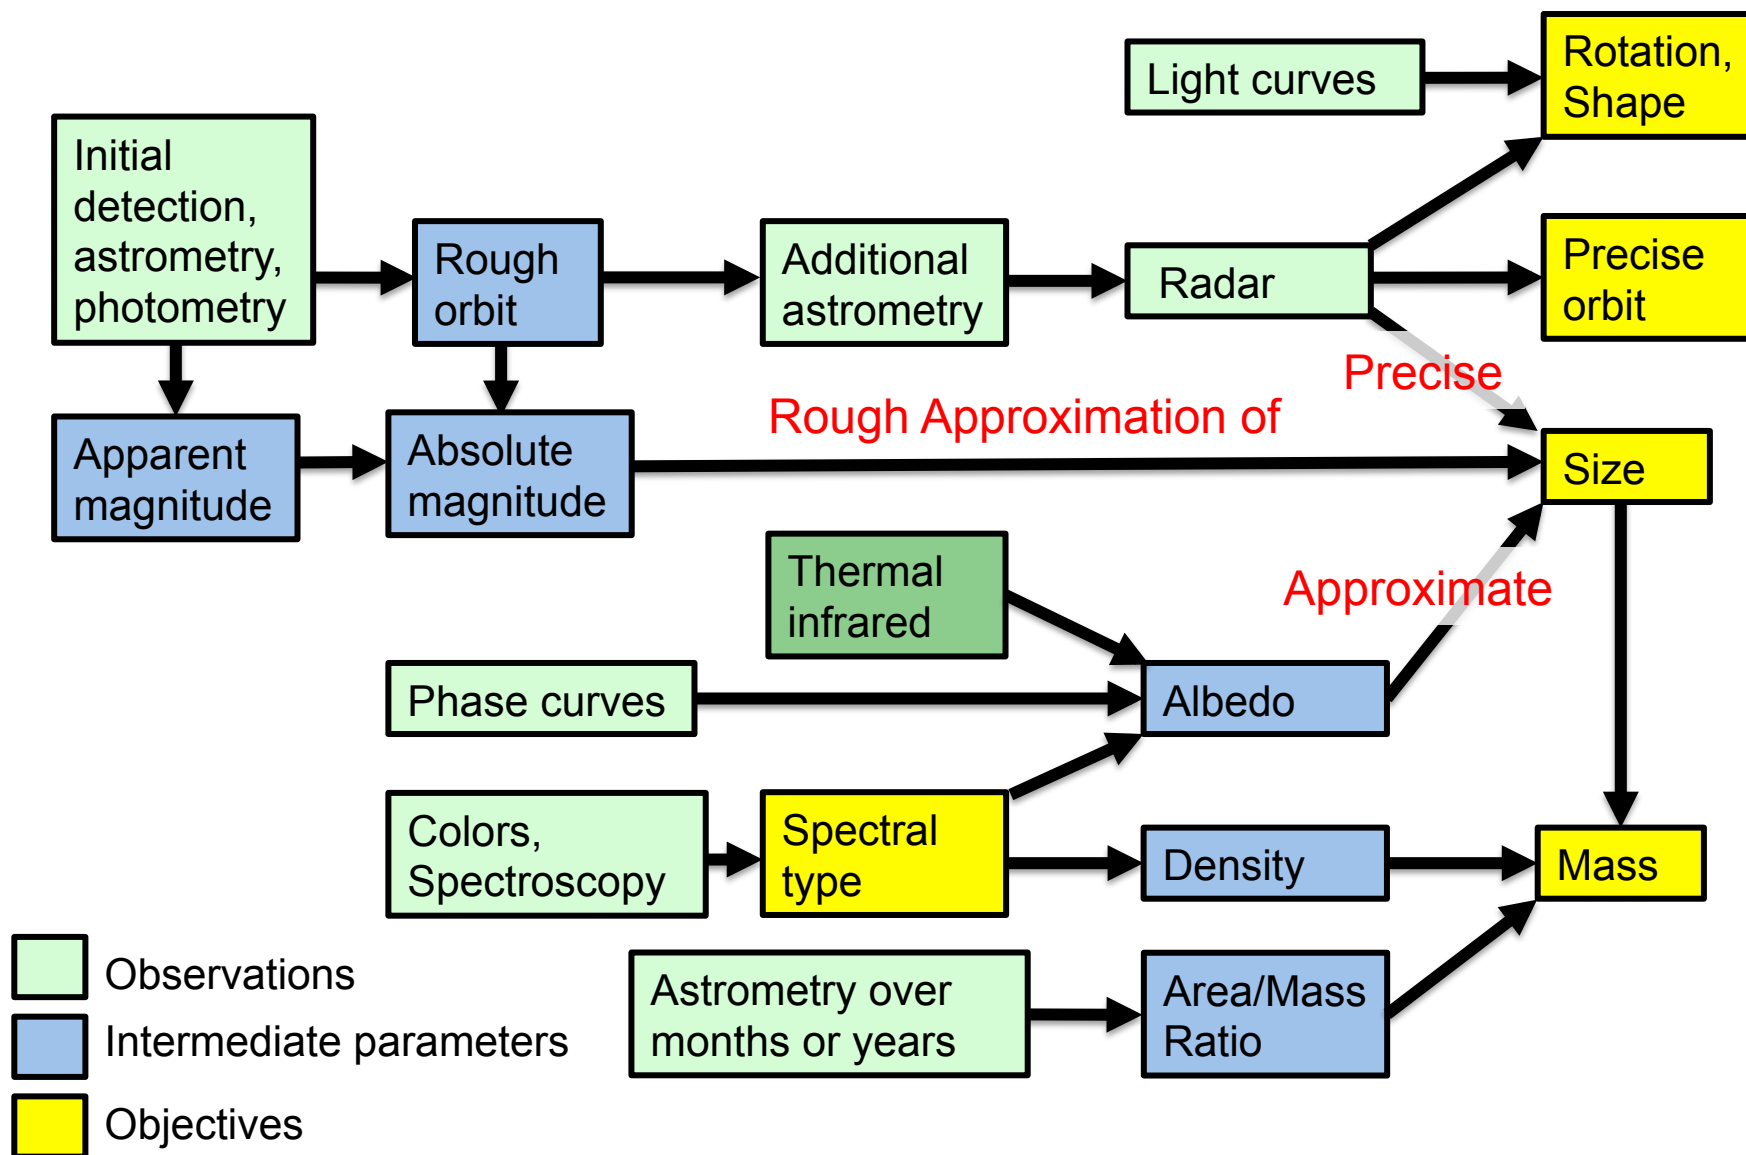 Light curves
Rotation,
Shape
Initial
detection,
astrometry,
photometry
Rough
orbit
Additional
astrometry
Radar
Precise
orbit
Precise
Rough Approximation of
Apparent
magnitude
Absolute
magnitude
Size
Thermal
infrared
Approximate
Phase curves
Albedo
Colors,
Spectroscopy
Spectral
type
Density
Mass
Astrometry over
months or years
Area/Mass
Ratio
Observations
Intermediate parameters
Objectives